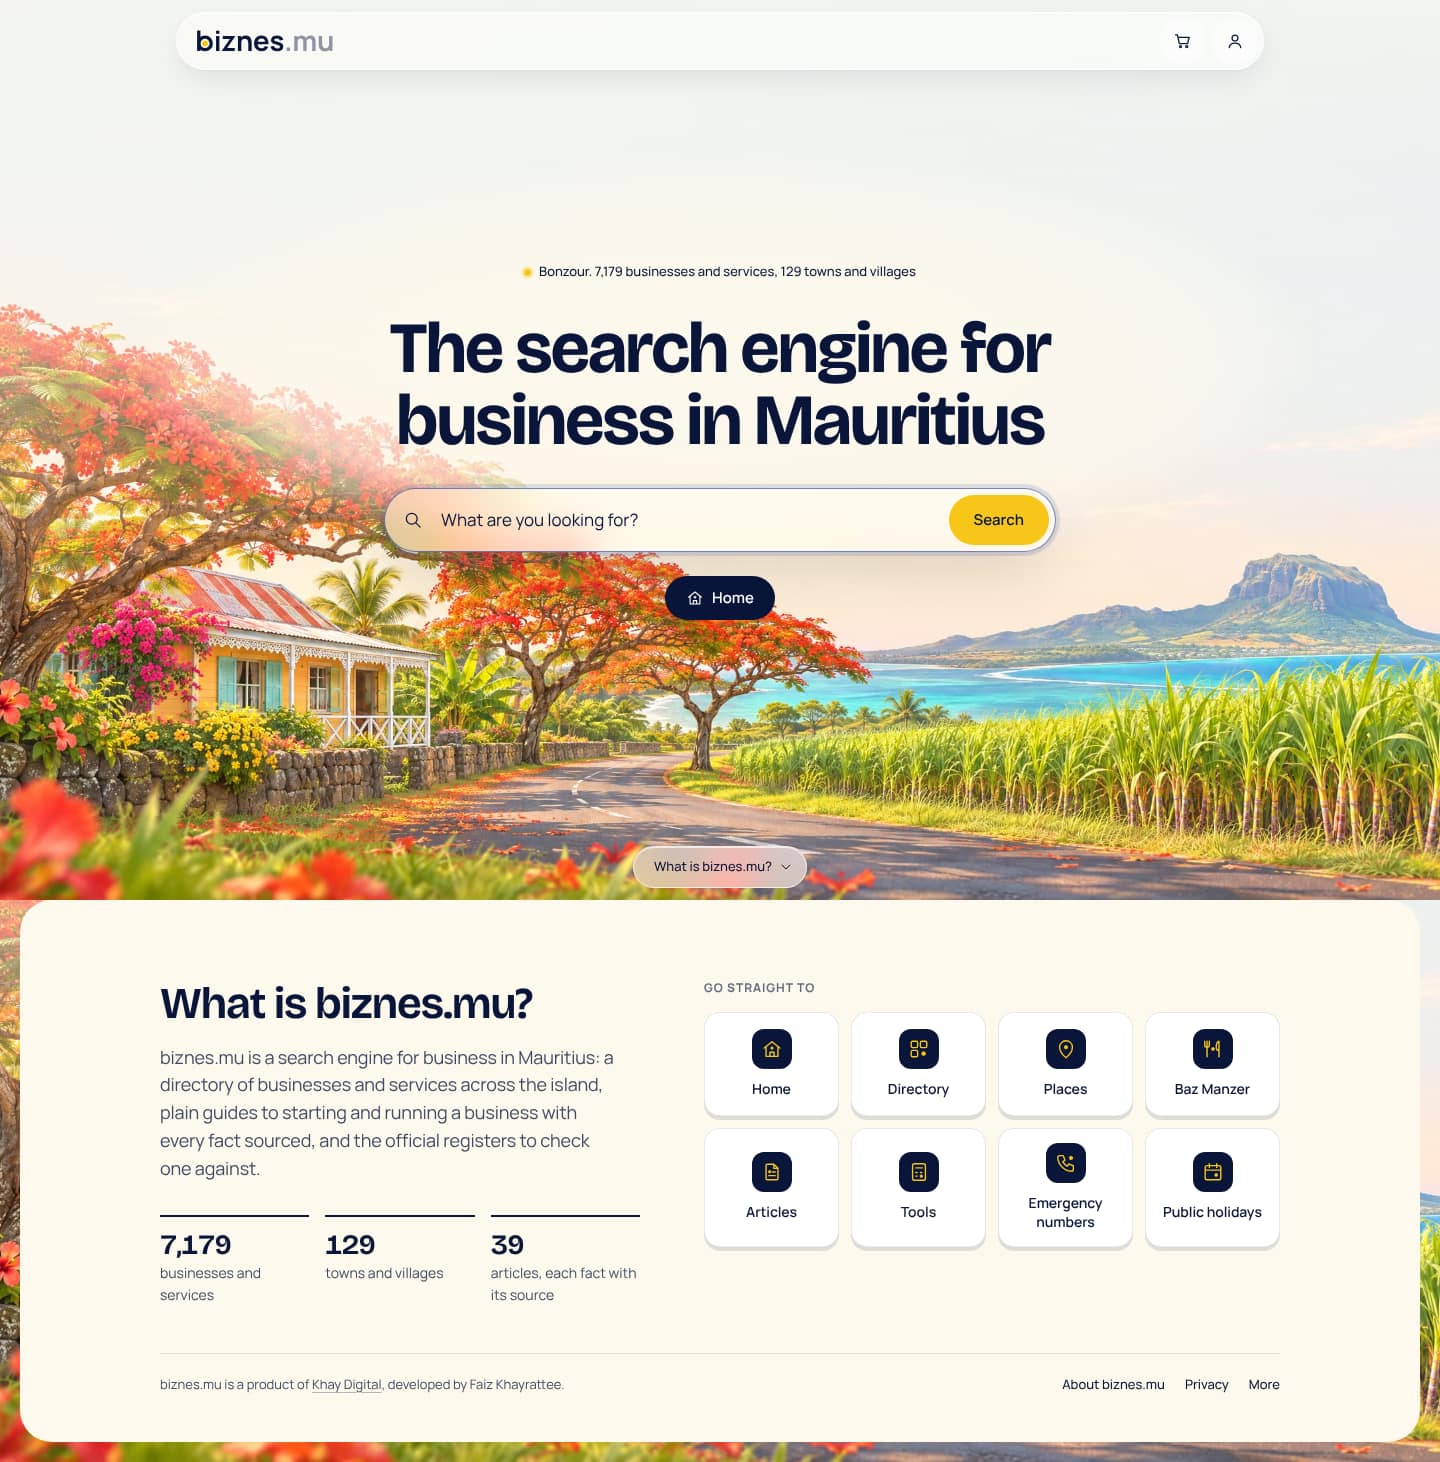 biznes.mu
Bonzour. 7,179 businesses and services, 129 towns and villages
The search engine for
business in Mauritius
What are you looking for?
Search
Home
What is biznes.mu?
What is biznes.mu?
biznes.mu is a search engine for business in Mauritius: a
directory of businesses and services across the island,
plain guides to starting and running a business with
every fact sourced, and the official registers to check
one against.
7,179
businesses and
services
129
towns and villages
39
articles, each fact with
its source
GO STRAIGHT TO
Home
Directory
Places
Baz Manzer
Articles
Tools
Emergency
numbers
Public holidays
biznes.mu is a product of Khay Digital, developed by Faiz Khayrattee.
About biznes.mu
Privacy
More